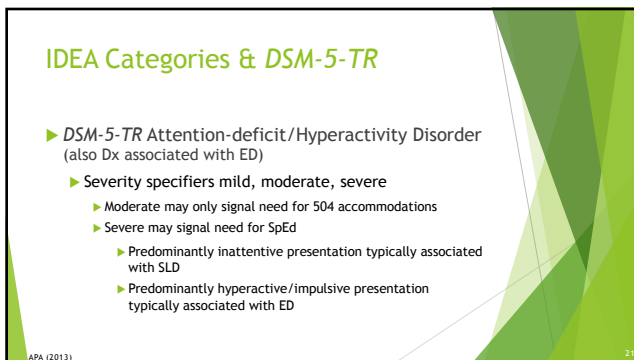 IDEA Categories & DSM-5-TR
DSM-5-TR Attention-deficit/Hyperactivity Disorder
(also Dx associated with ED)
Severity specifiers mild, moderate, severe
Moderate may only signal need for 504 accommodations
Severe may signal need for SpEd
Predominantly inattentive presentation typically associated
with SLD
Predominantly hyperactive/impulsive presentation
typically associated with ED
APA (2013)
21